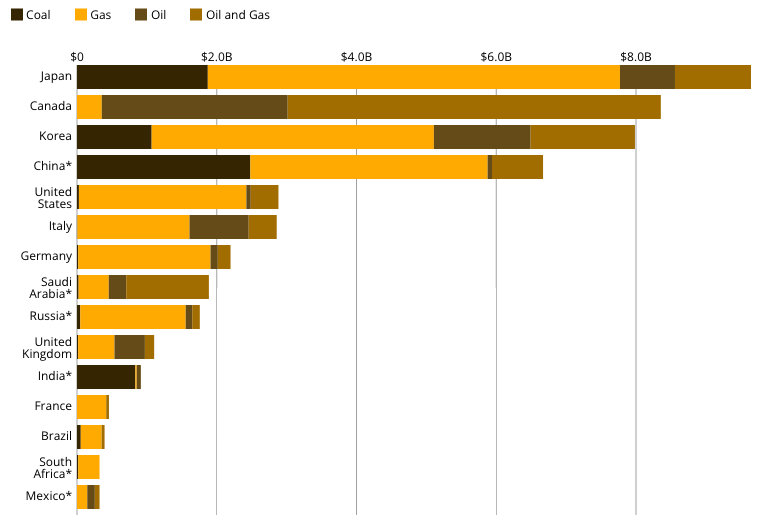 Coal Gas Oil Oil and Gas
$0 $2.0B $4.0B $6.0B $8.0B
Japan
Canada
Korea
China*
United
States
Italy
Germany
Saudi
Arabia*
Russia*
United
Kingdom
India*
France
Brazil
South
Africa*
Mexico*